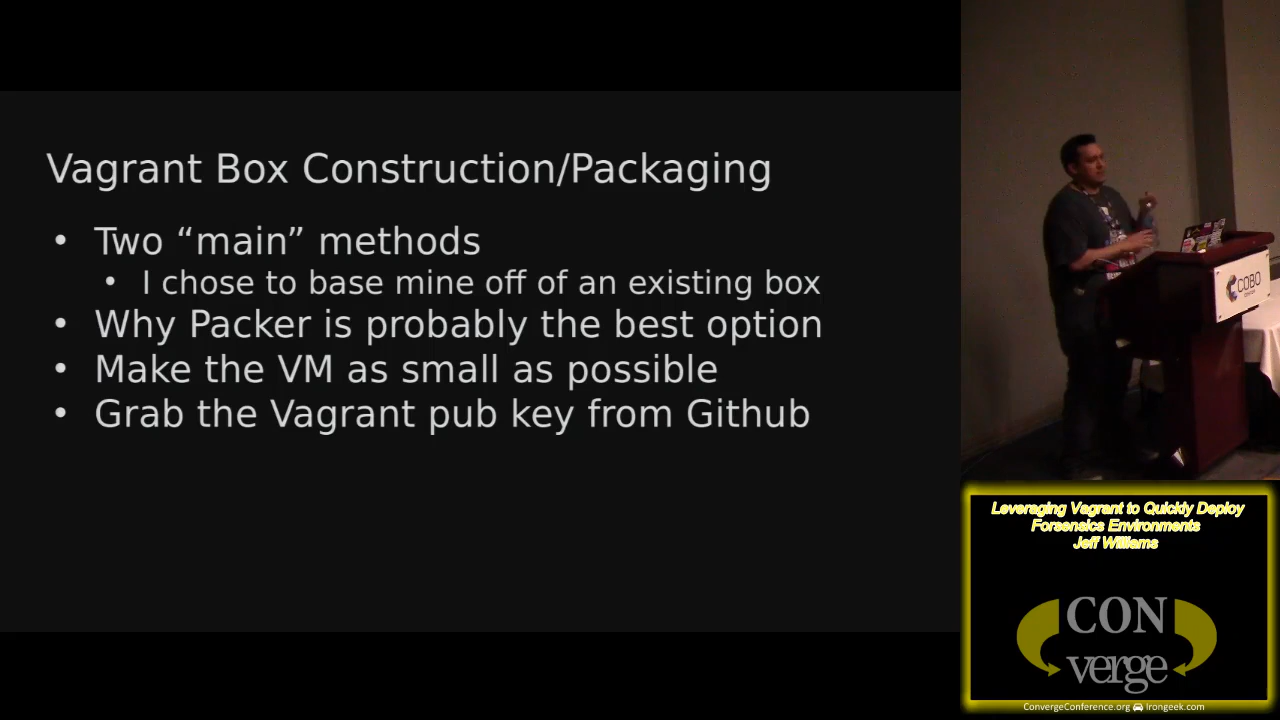 Vagrant Box Construction/Packaging
• Two “main” methods
• I chose to base mine off of an existing box
• Why Packer is probably the best option
• Make the VM as small as possible
• Grab the Vagrant pub key from Github
COBO
Leveraging Vagrant to Quickly Deploy
Forsensics Environments
Jeff Williams
CON
verge
ConvergeConference.org Irongeek.com